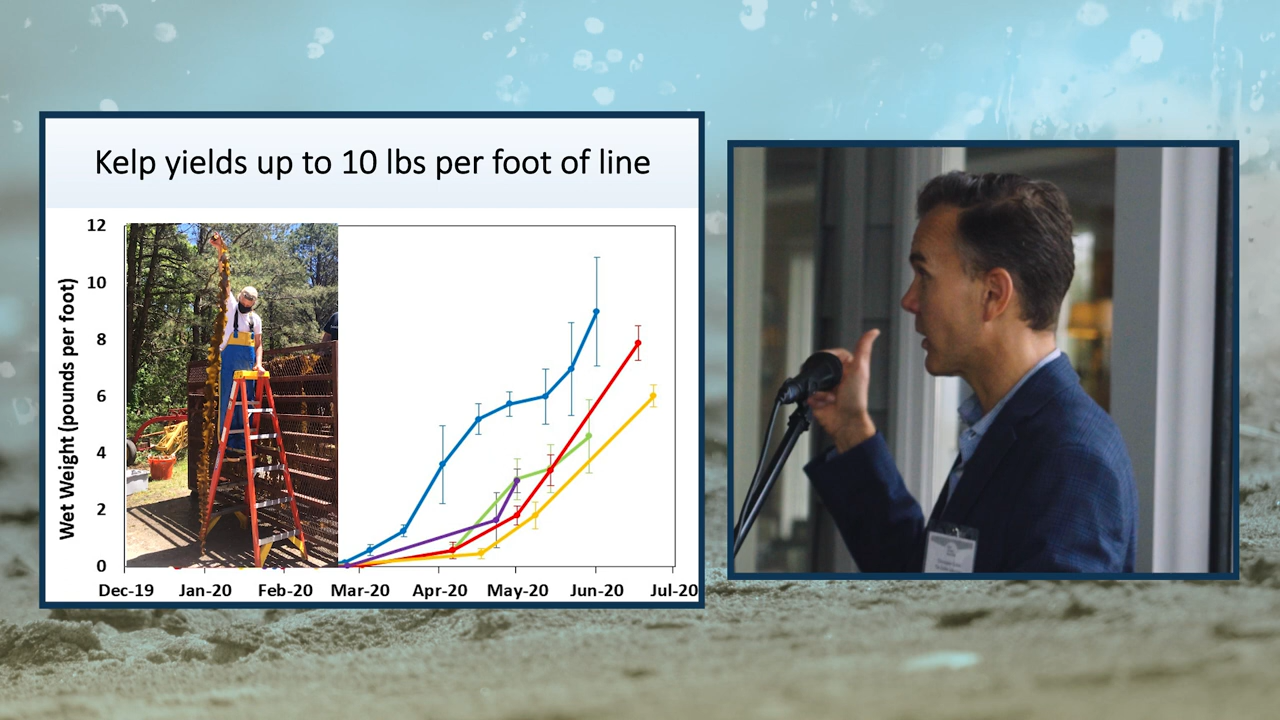 Kelp yields up to 10 lbs per foot of line
12
10
8
6
4
2
0
Wet Weight (pounds per foot)
Dec-19 Jan-20 Feb-20 Mar-20 Apr-20 May-20 Jun-20 Jul-20